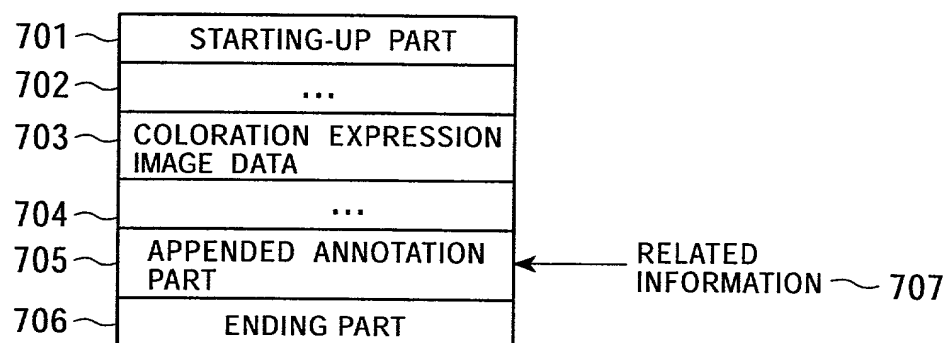 701 STARTING-UP PART
702 ...
703 COLORATION EXPRESSION
IMAGE DATA
704 ...
705 APPENDED ANNOTATION
PART
RELATED
INFORMATION 707
706 ENDING PART